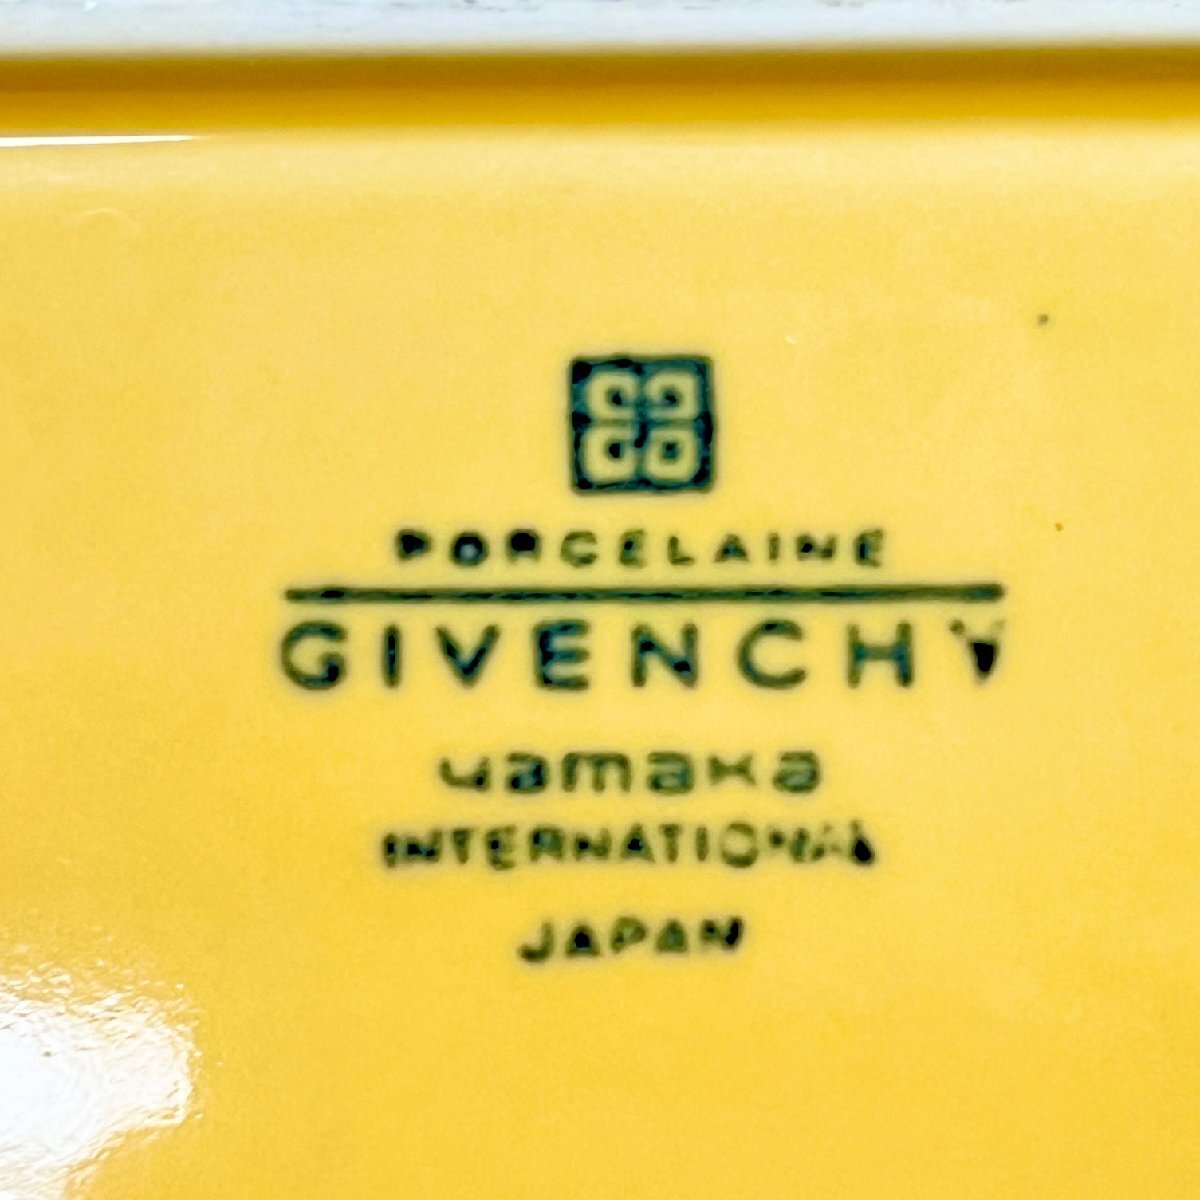 PORCELAINE
GIVENCHY
yamaka
INTERNATIONAL
JAPAN